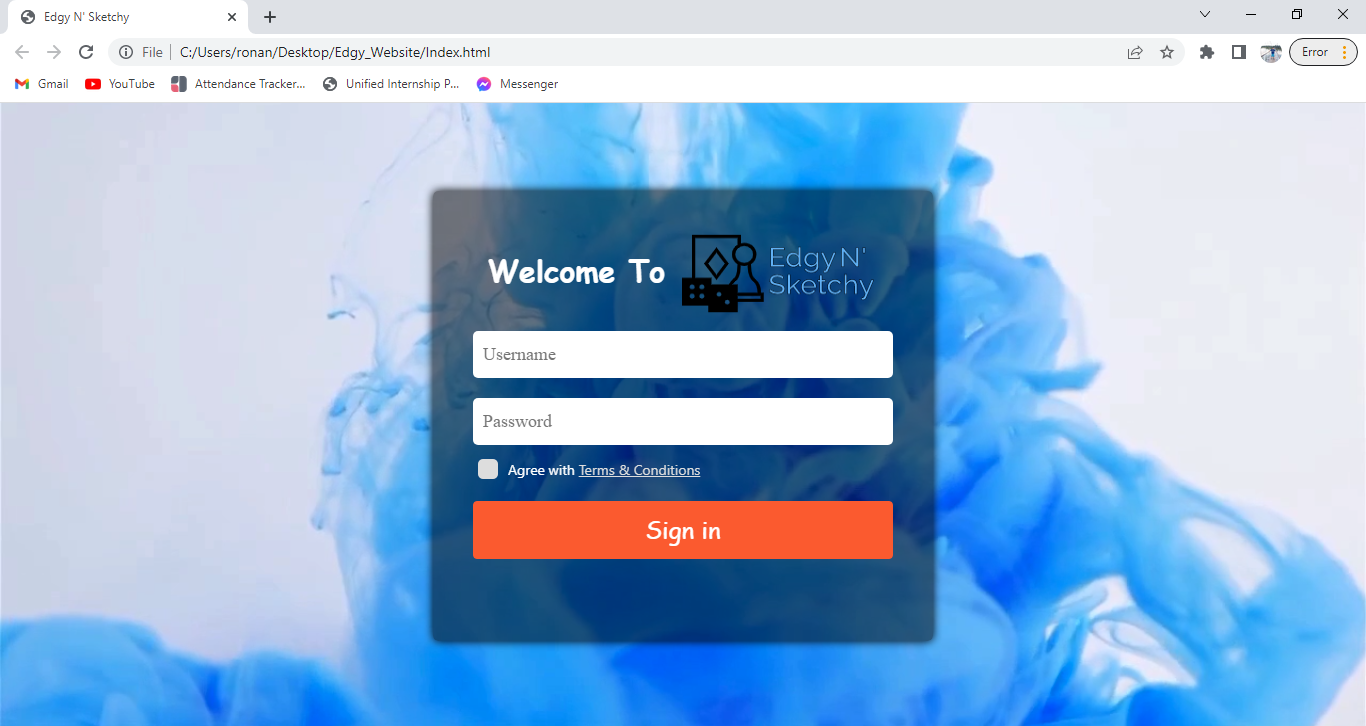 Edgy N' Sketchy
File
C:/Users/ronan/Desktop/Edgy_Website/Index.html
Error
Gmail
YouTube
Attendance Tracker...
Unified Internship P...
Messenger
Welcome To
Edgy N'
Sketchy
Username
Password
Agree with Terms & Conditions
Sign in